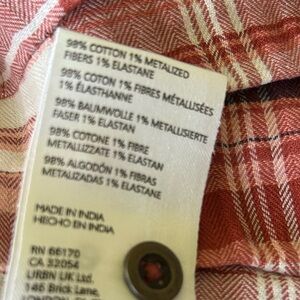 98% COTTON 1% METALIZED
FIBERS 1% ELASTANE
98% COTON 1% FIBRES MÉTALLISÉES
1% ÉLASTHANNE
98% BAUMWOLLE 1% METALLISIERTE
FASER 1% ELASTAN
98% COTONE 1% FIBRE
METALLIZZATE 1% ELASTAN
98% ALGODÓN 1% FIBRAS
METALIZADAS 1% ELASTANE
MADE IN INDIA
HECHO EN INDIA
RN 66170
CA 32054
URBN UK Ltd.
146 Brick Lane,